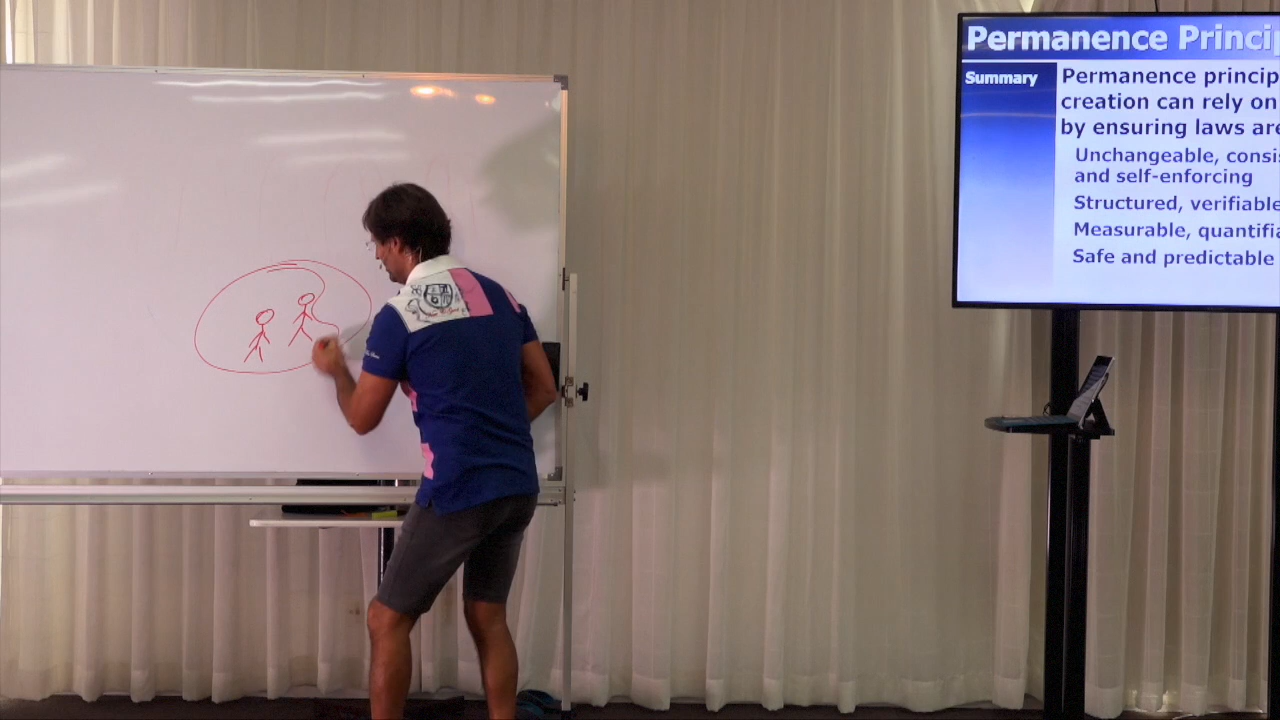 Permanence Princi
Summary
Permanence princip
creation can rely on
by ensuring laws are
Unchangeable, consis
and self-enforcing
Structured, verifiable
Measurable, quantifia
Safe and predictable